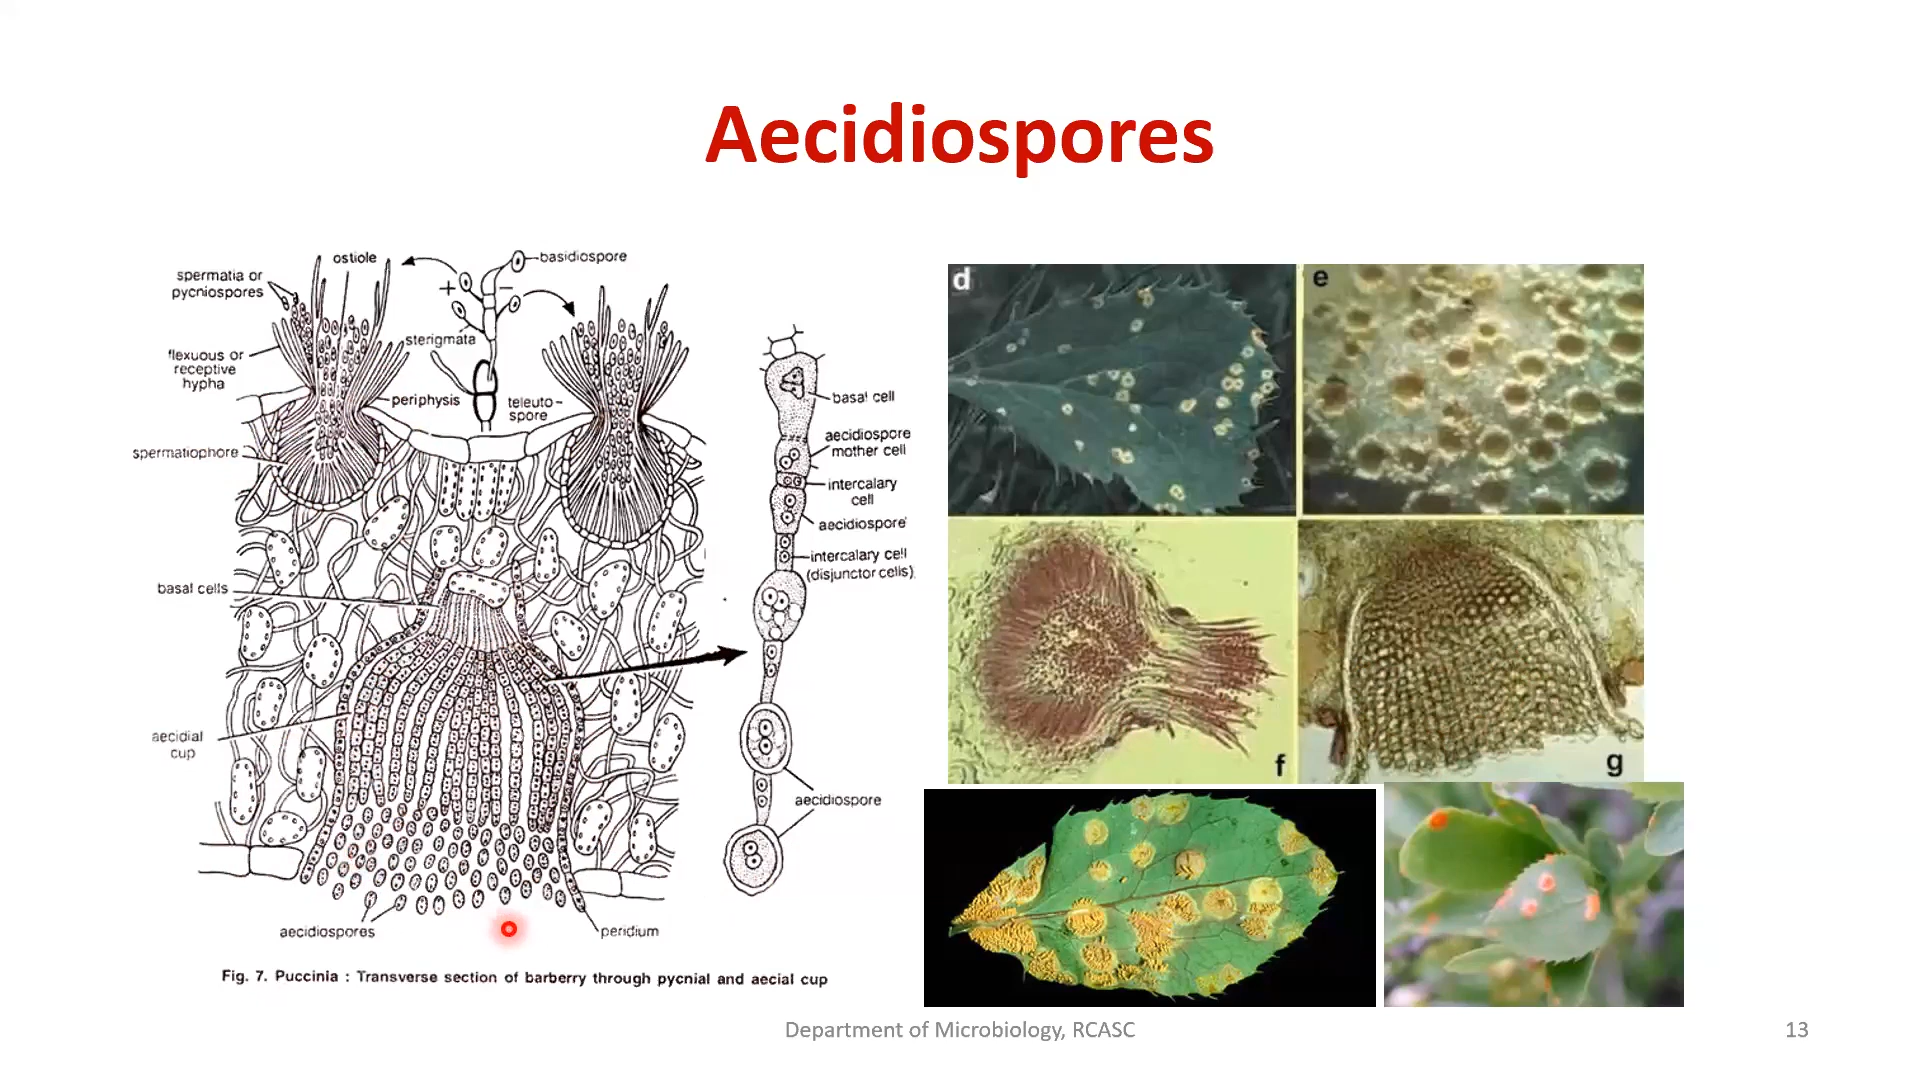 Aecidiospores
spermatia or
pycniospores
ostiole
basidiospore
+
–
flexuous or
receptive
hypha
sterigmata
periphysis
teleuto–
spore
spermatiophore
basal cells
aecidial
cup
aecidiospores
peridium
basal cell
aecidiospore
mother cell
intercalary
cell
aecidiospore
intercalary cell
(disjunctor cells)
aecidiospore
Fig. 7. Puccinia : Transverse section of barberry through pycnial and aecial cup
d
e
f
g
Department of Microbiology, RCASC
13